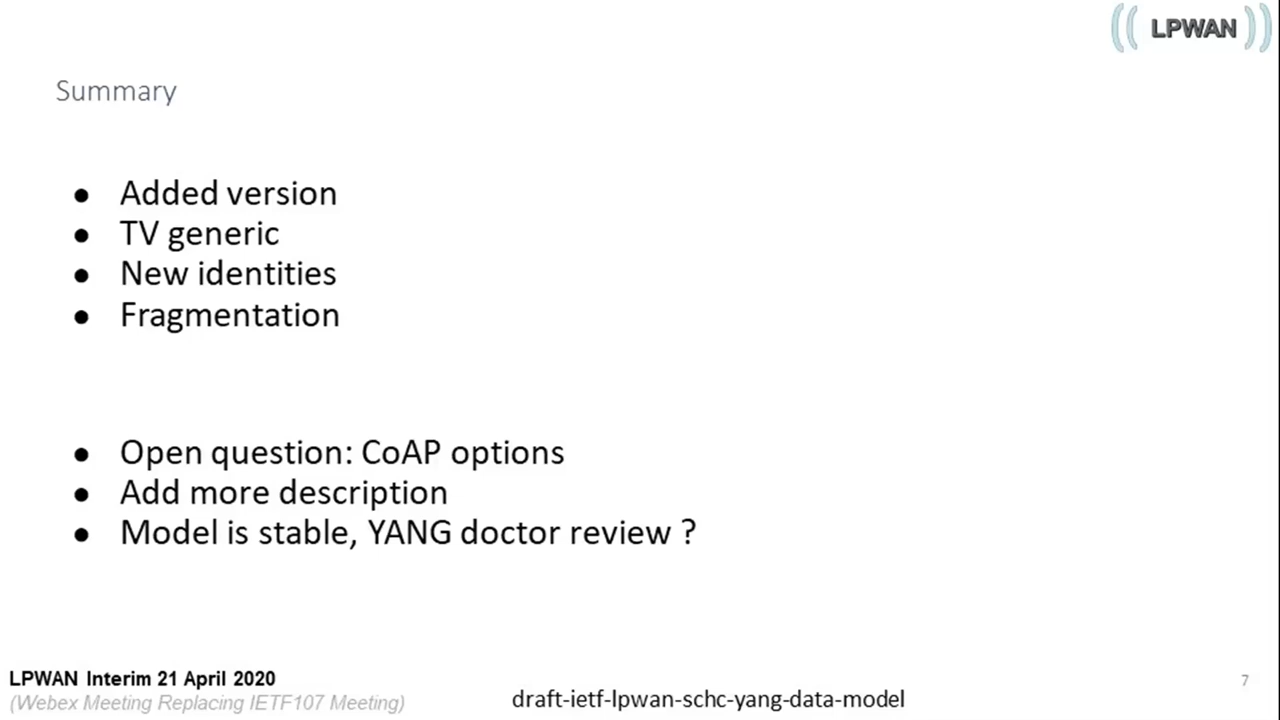 ((LPWAN))
Summary
● Added version
● TV generic
● New identities
● Fragmentation
● Open question: CoAP options
● Add more description
● Model is stable, YANG doctor review ?
LPWAN Interim 21 April 2020
(Webex Meeting Replacing IETF107 Meeting)
draft-ietf-lpwan-schc-yang-data-model
7